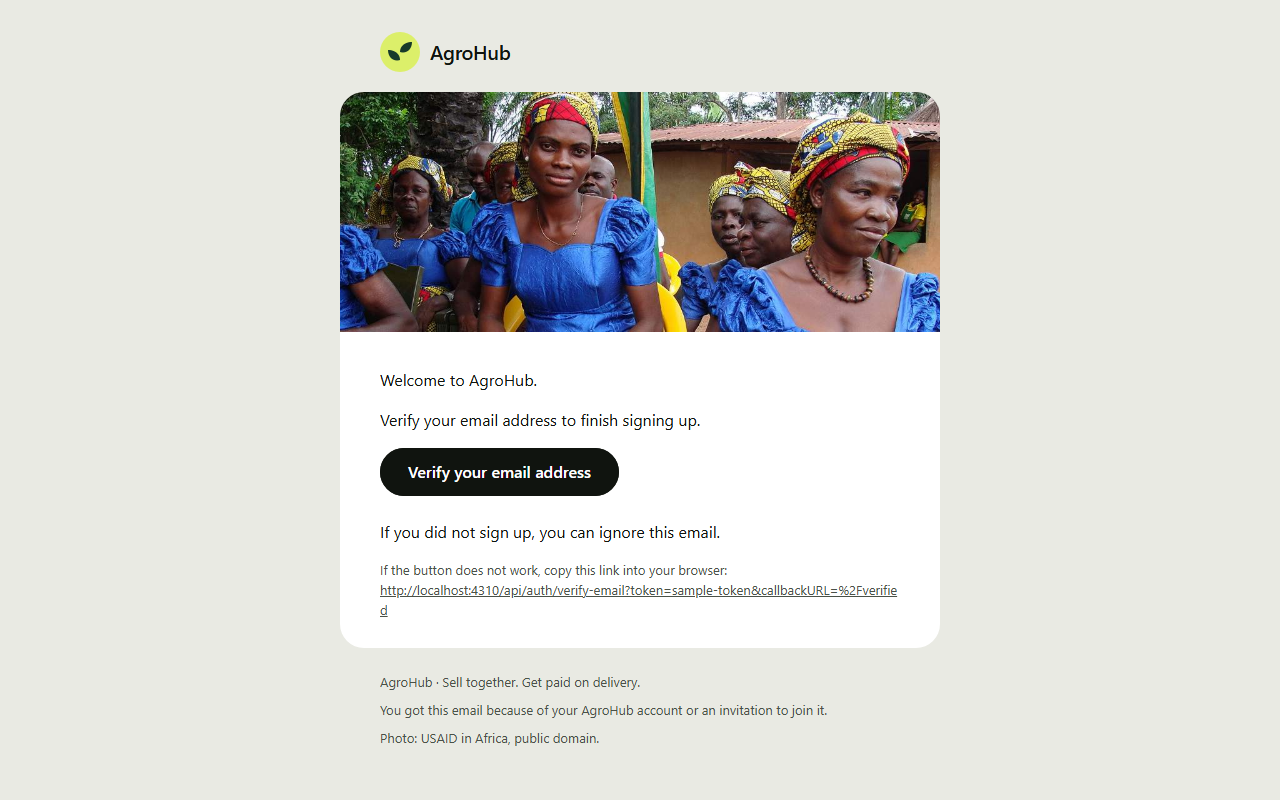 AgroHub
Welcome to AgroHub.
Verify your email address to finish signing up.
Verify your email address
If you did not sign up, you can ignore this email.
If the button does not work, copy this link into your browser:
http://localhost:4310/api/auth/verify-email?token=sample-token&callbackURL=%2Fverifie
d
AgroHub · Sell together. Get paid on delivery.
You got this email because of your AgroHub account or an invitation to join it.
Photo: USAID in Africa, public domain.